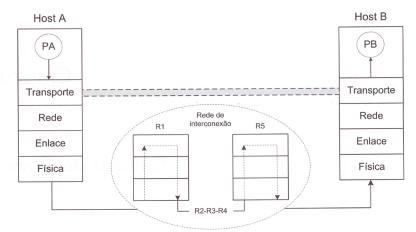 Host A
Host B
PA
PB
Transporte
Transporte
Rede
Rede de
interconexão
Rede
R1
R5
Enlace
Enlace
Física
Física
R2-R3-R4